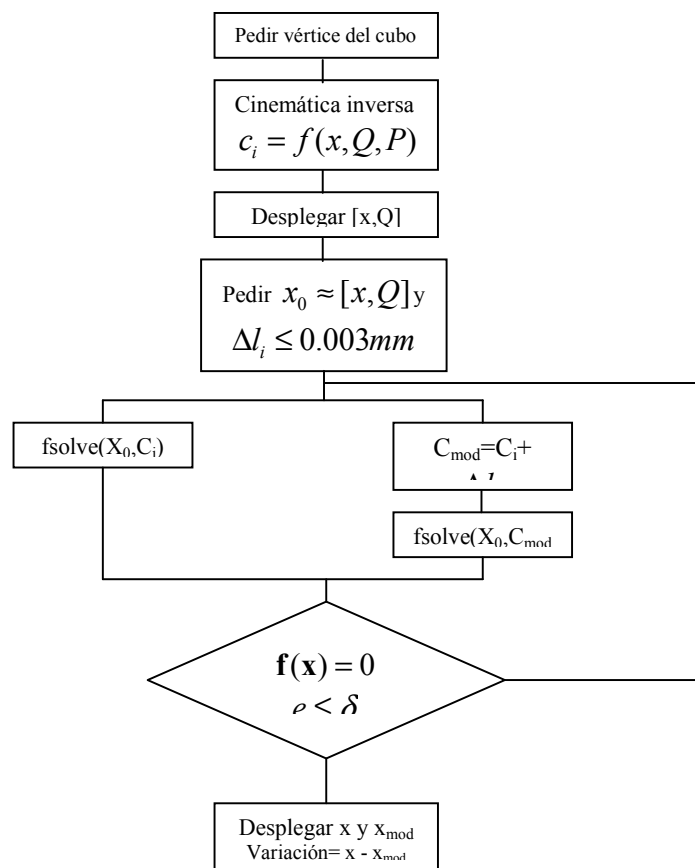 Pedir vértice del cubo
Cinemática inversa
c_i = f(x,Q,P)
Desplegar [x,Q]
Pedir x_0 ≈ [x,Q] y
Δl_i ≤ 0.003mm
fsolve(X_0,C_i)
C_mod=C_i+
fsolve(X_0,C_mod
f(x) = 0
e < δ
Desplegar x y x_mod
Variación= x - x_mod